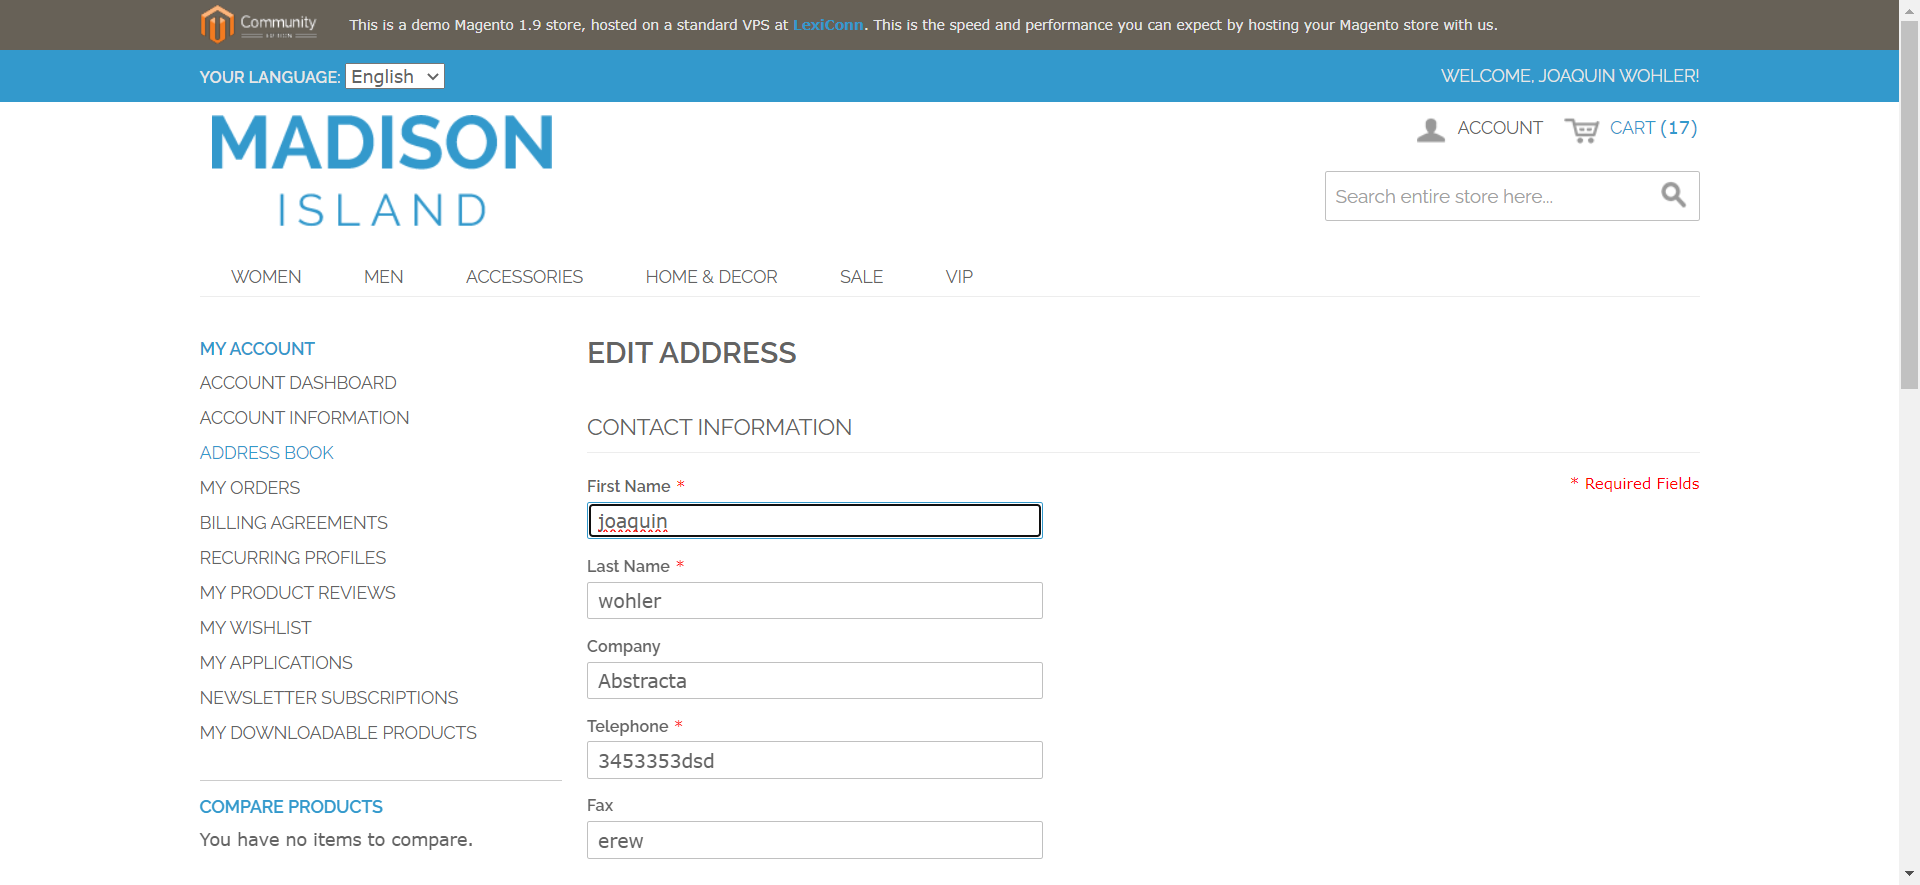 Community
This is a demo Magento 1.9 store, hosted on a standard VPS at LexiConn. This is the speed and performance you can expect by hosting your Magento store with us.
YOUR LANGUAGE: English
WELCOME, JOAQUIN WOHLER!
MADISON
ISLAND
ACCOUNT
CART (17)
Search entire store here...
WOMEN MEN ACCESSORIES HOME & DECOR SALE VIP
MY ACCOUNT
ACCOUNT DASHBOARD
ACCOUNT INFORMATION
ADDRESS BOOK
MY ORDERS
BILLING AGREEMENTS
RECURRING PROFILES
MY PRODUCT REVIEWS
MY WISHLIST
MY APPLICATIONS
NEWSLETTER SUBSCRIPTIONS
MY DOWNLOADABLE PRODUCTS
COMPARE PRODUCTS
You have no items to compare.
EDIT ADDRESS
CONTACT INFORMATION
* Required Fields
First Name *
joaquin
Last Name *
wohler
Company
Abstracta
Telephone *
3453353dsd
Fax
erew